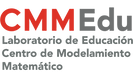 CMMEdu
Laboratorio de Educación
Centro de Modelamiento
Matemático